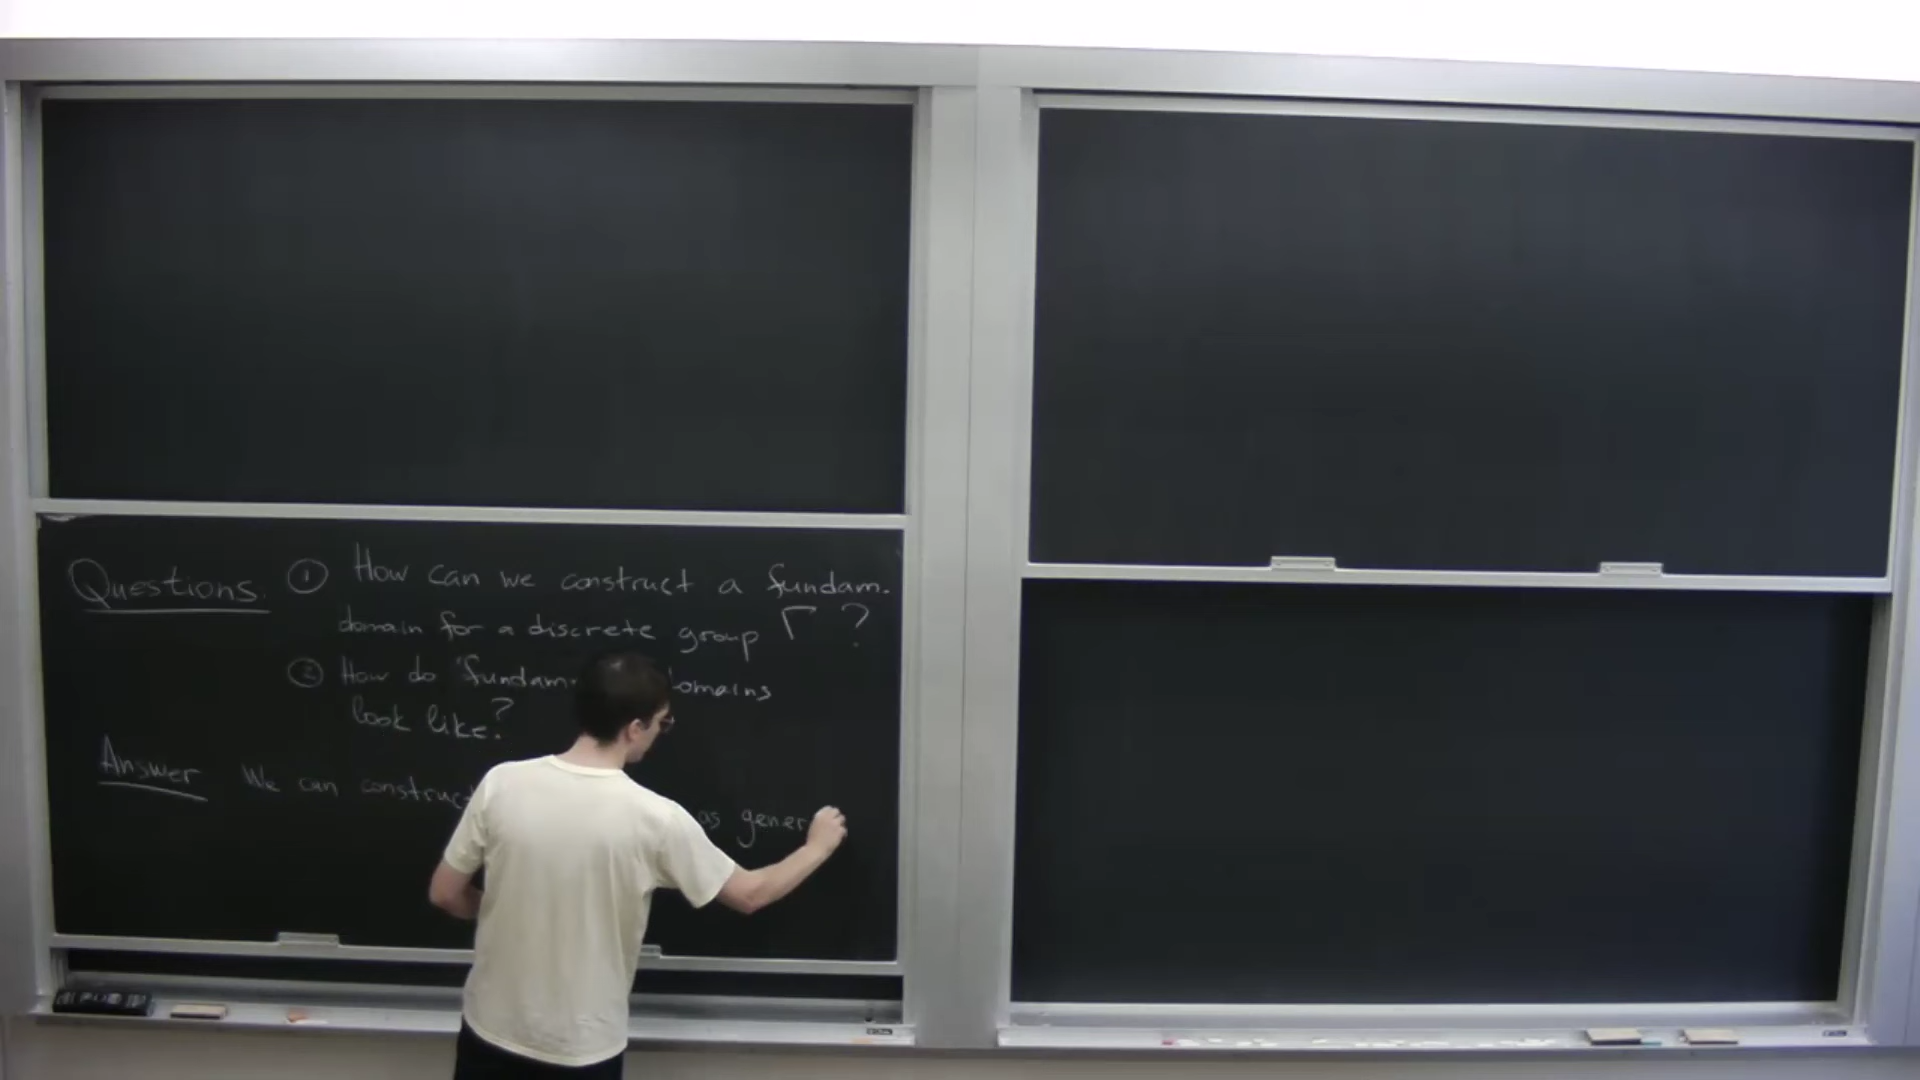 Questions. ① How can we construct a fundam.
domain for a discrete group Γ ?
② How do fundam. domains
look like?
Answer We can construct as gener